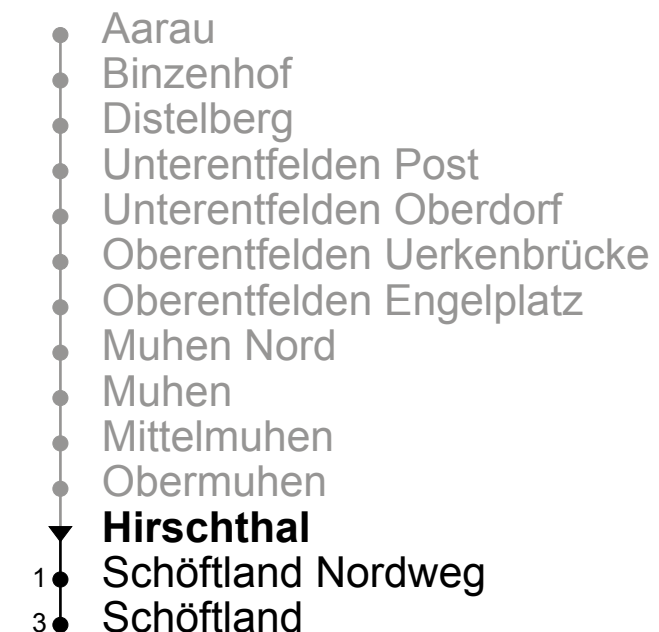 Aarau
Binzenhof
Distelberg
Unterentfelden Post
Unterentfelden Oberdorf
Oberentfelden Uerkenbrücke
Oberentfelden Engelplatz
Muhen Nord
Muhen
Mittelmuhen
Obermuhen
Hirschthal
1 Schöftland Nordweg
3 Schöftland